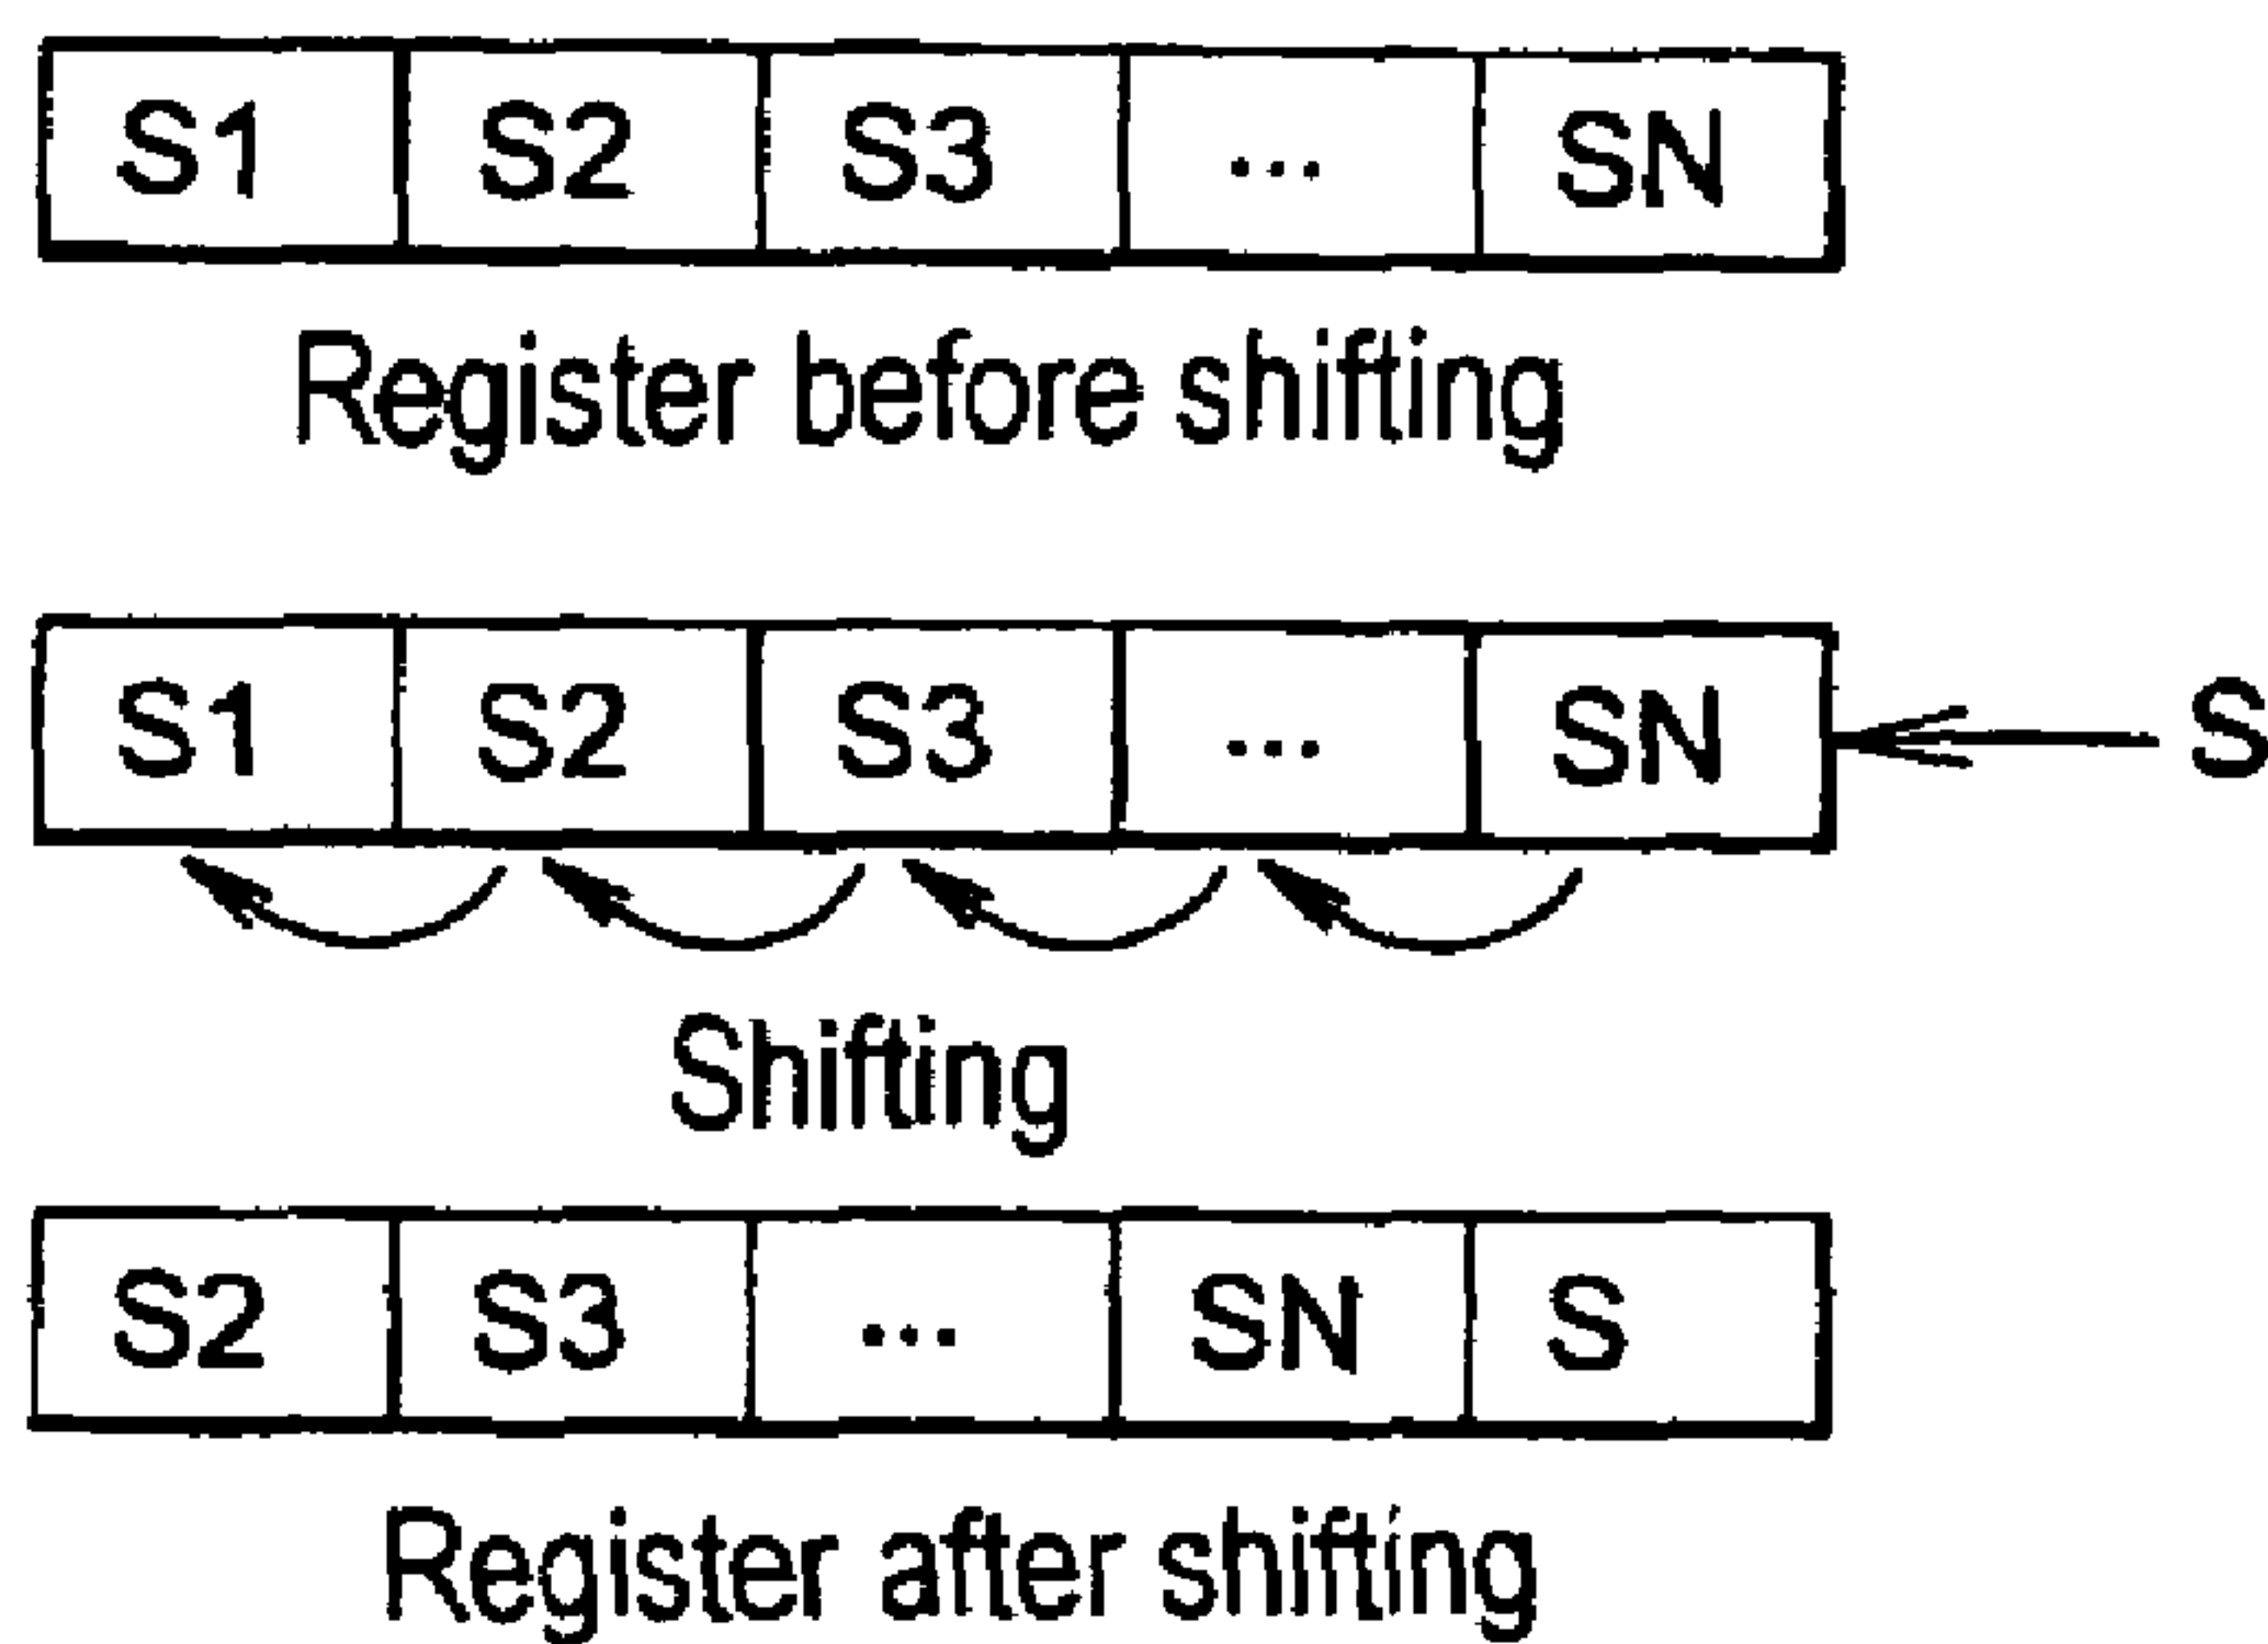 S1 S2 S3 ... SN
Register before shifting
S1 S2 S3 ... SN S
Shifting
S2 S3 ... SN S
Register after shifting